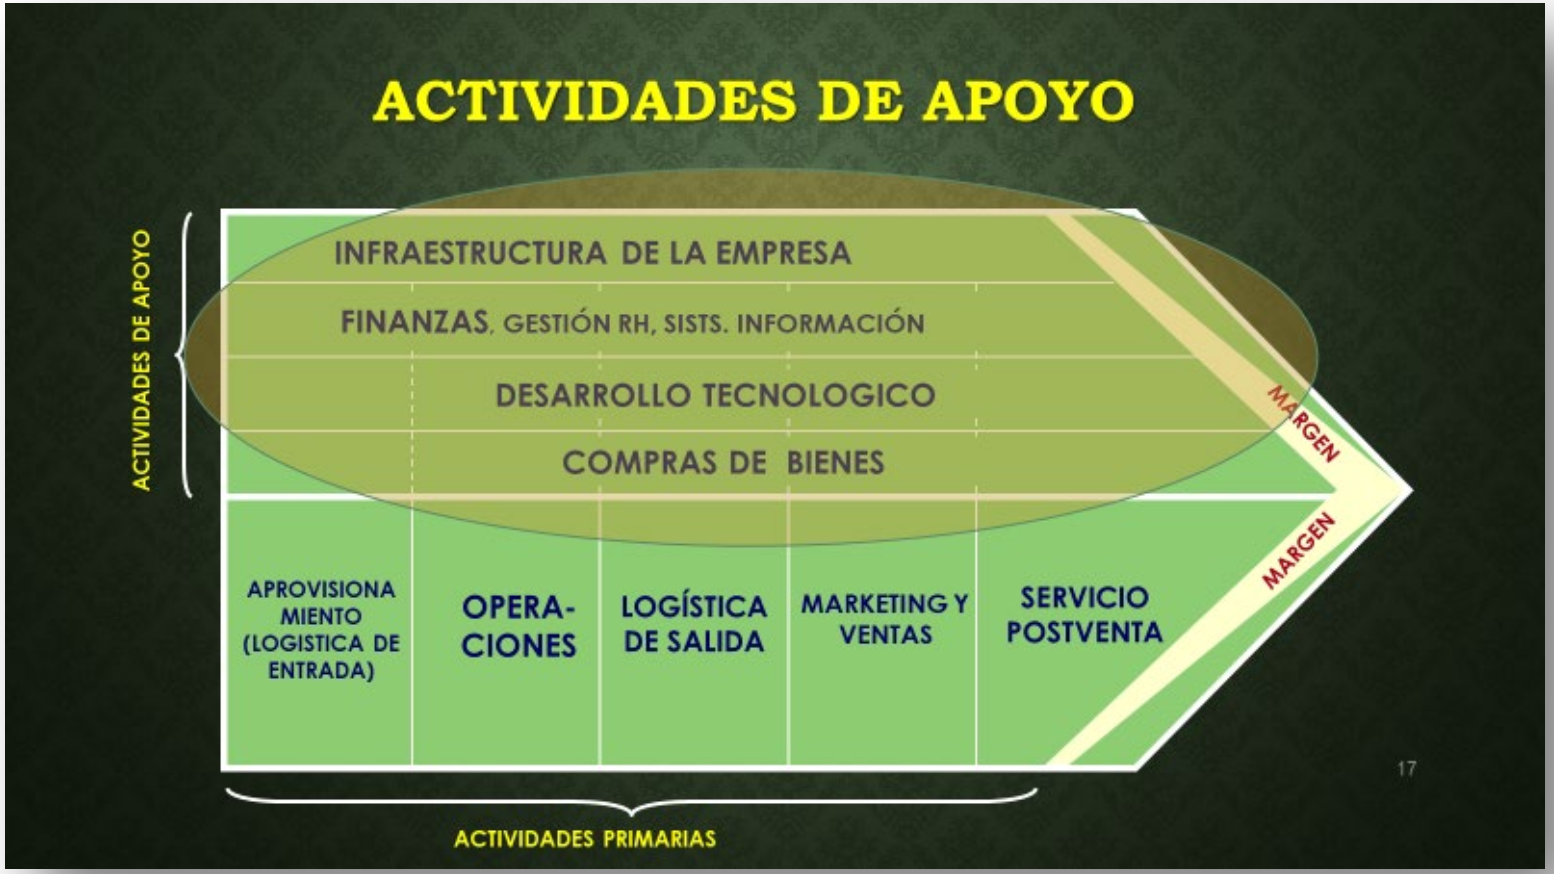 ACTIVIDADES DE APOYO
ACTIVIDADES DE APOYO
INFRAESTRUCTURA DE LA EMPRESA
FINANZAS, GESTIÓN RH, SISTS. INFORMACIÓN
DESARROLLO TECNOLOGICO
COMPRAS DE BIENES
MARGEN
MARGEN
APROVISIONA
MIENTO
(LOGISTICA DE
ENTRADA)
OPERA-
CIONES
LOGÍSTICA
DE SALIDA
MARKETING Y
VENTAS
SERVICIO
POSTVENTA
17
ACTIVIDADES PRIMARIAS